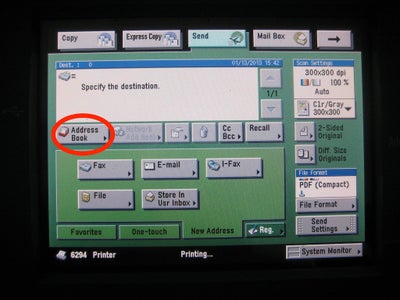 Copy
Express Copy
Send
Mail Box
Dest. : 0
01/13/2010 15:42
Specify the destination.
1/1
Scan Settings
300x300 dpi
100 %
Auto
Clr/Gray
300x300
Address
Book
Network
Add. Book
Cc
Bcc
Recall
2-Sided
Original
Diff. Size
Originals
Fax
E-mail
I-Fax
File
Store In
Usr Inbox
File Format
PDF (Compact)
File Format
Send
Settings
Favorites
One-touch
New Address
Reg.
6294 Printer
Printing...
System Monitor